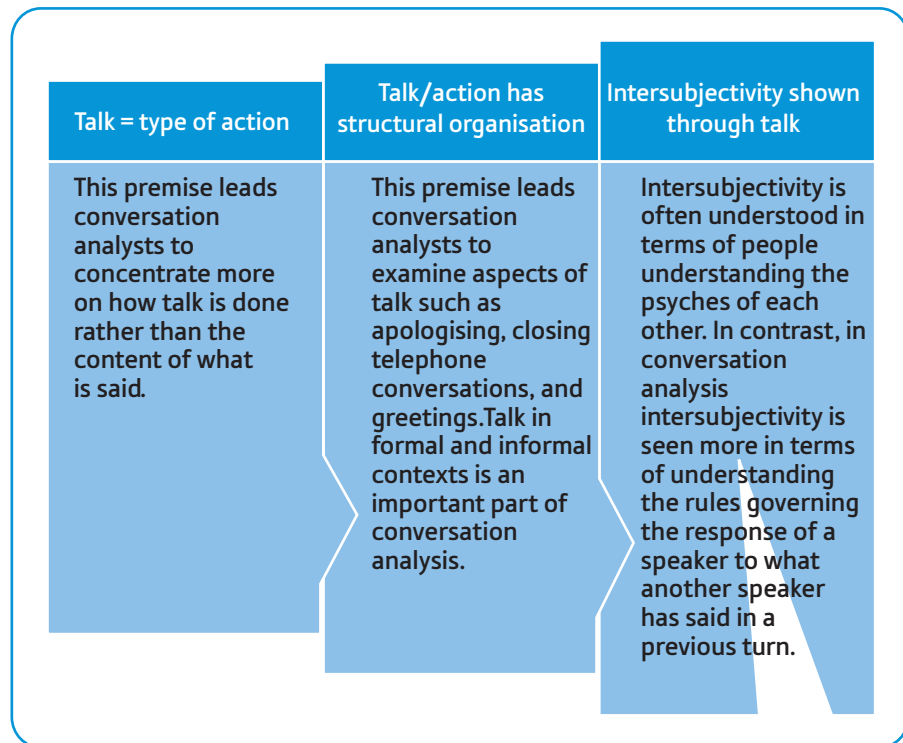 Talk = type of action
This premise leads
conversation
analysts to
concentrate more
on how talk is done
rather than the
content of what
is said.
Talk/action has
structural organisation
This premise leads
conversation
analysts to
examine aspects of
talk such as
apologising, closing
telephone
conversations, and
greetings.Talk in
formal and informal
contexts is an
important part of
conversation
analysis.
Intersubjectivity shown
through talk
Intersubjectivity is
often understood in
terms of people
understanding the
psyches of each
other. In contrast, in
conversation
analysis
intersubjectivity is
seen more in terms
of understanding
the rules governing
the response of a
speaker to what
another speaker
has said in a
previous turn.